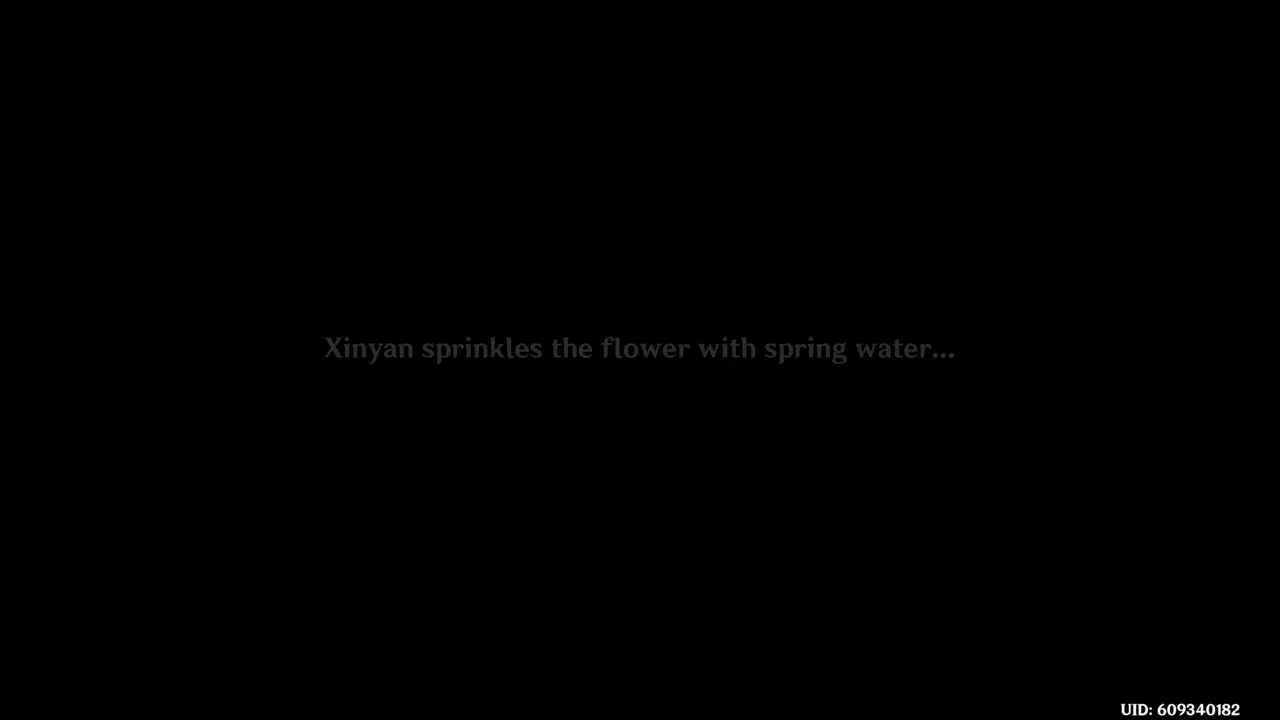 Xinyan sprinkles the flower with spring water...
UID: 609340182